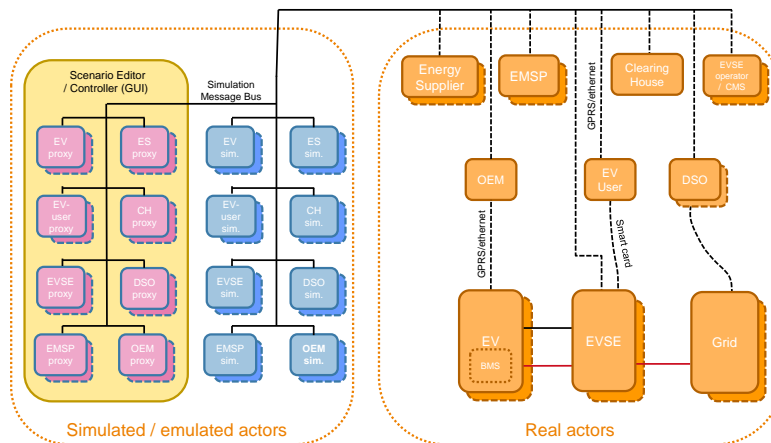 Scenario Editor
/ Controller (GUI)
Simulation
Message Bus
EV
proxy
ES
proxy
EV
sim.
ES
sim.
EV-
user
proxy
CH
proxy
EV-
user
sim.
CH
sim.
EVSE
proxy
DSO
proxy
EVSE
sim.
DSO
sim.
EMSP
proxy
OEM
proxy
EMSP
sim.
OEM
sim.
Simulated / emulated actors
Energy
Supplier
EMSP
GPRS/ethernet
Clearing
House
EVSE
operator
/ CMS
OEM
EV
User
DSO
GPRS/ethernet
Smart card
EV
BMS
EVSE
Grid
Real actors